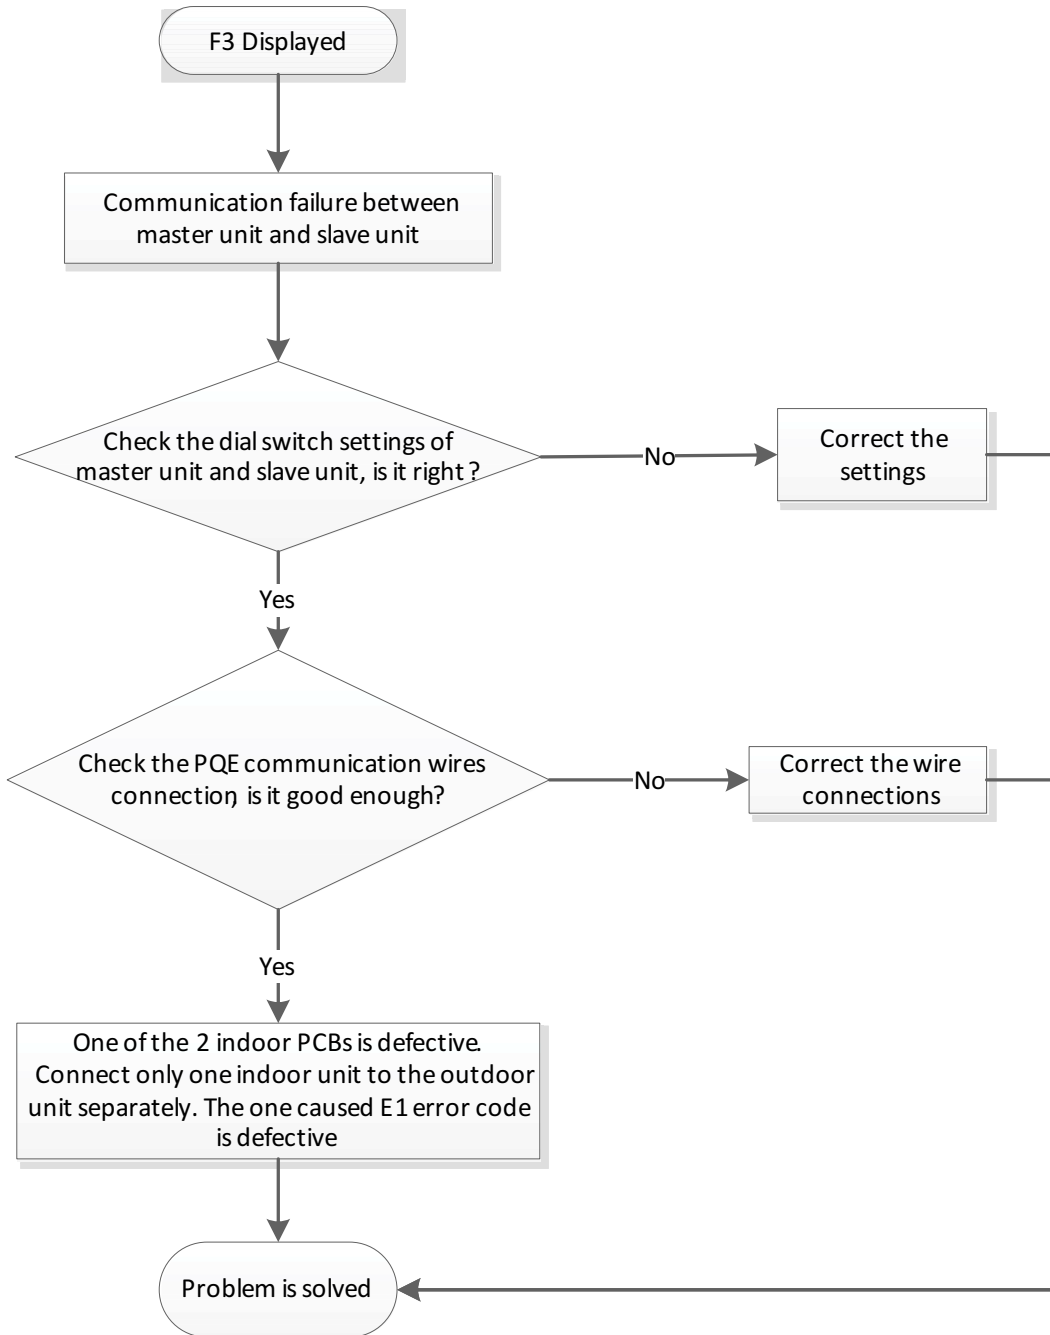 F3 Displayed
Communication failure between
master unit and slave unit
Check the dial switch settings of
master unit and slave unit, is it right ?
No
Correct the
settings
Yes
Check the PQE communication wires
connection, is it good enough?
No
Correct the wire
connections
Yes
One of the 2 indoor PCBs is defective.
Connect only one indoor unit to the outdoor
unit separately. The one caused E1 error code
is defective
Problem is solved